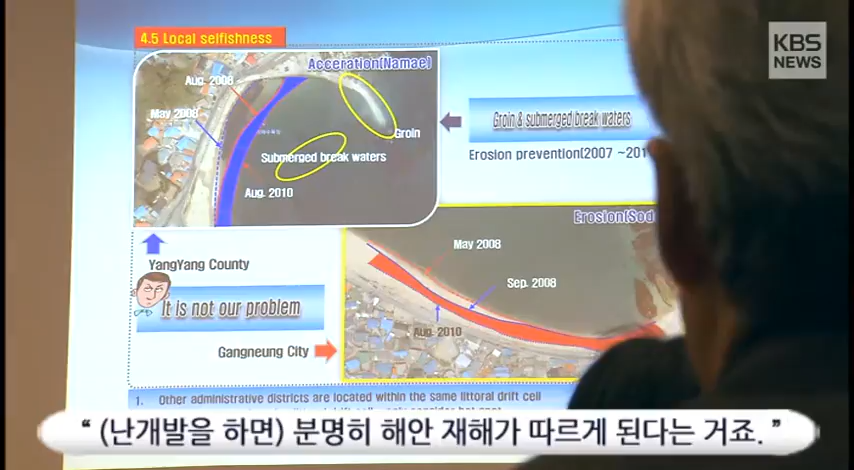 KBS
NEWS
4.5 Local selfishness
Acceration(Namae)
Aug. 2008
May 2008
Groin
Submerged break waters
Aug. 2010
Groin & submerged break waters
Erosion prevention(2007 ~201
Erosion(Sod
YangYang County
It is not our problem
May 2008
Sep. 2008
Aug. 2010
Gangneung City
1. Other administrative districts are located within the same littoral drift cell
“ (난개발을 하면) 분명히 해안 재해가 따르게 된다는 거죠. ”